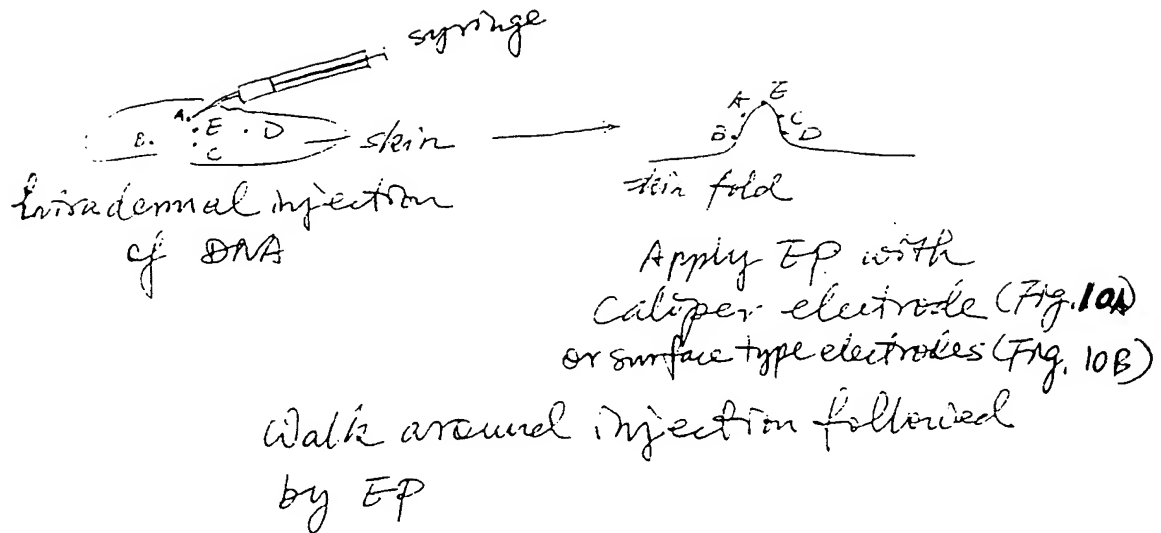 syringe
A.
B.
E
D
C
skin
Intradermal injection
of DNA
E
A
C
B
D
skin fold
Apply EP with
Caliper electrode (Fig. 10A)
or surface type electrodes (Fig. 10B)
Walk around injection followed
by EP